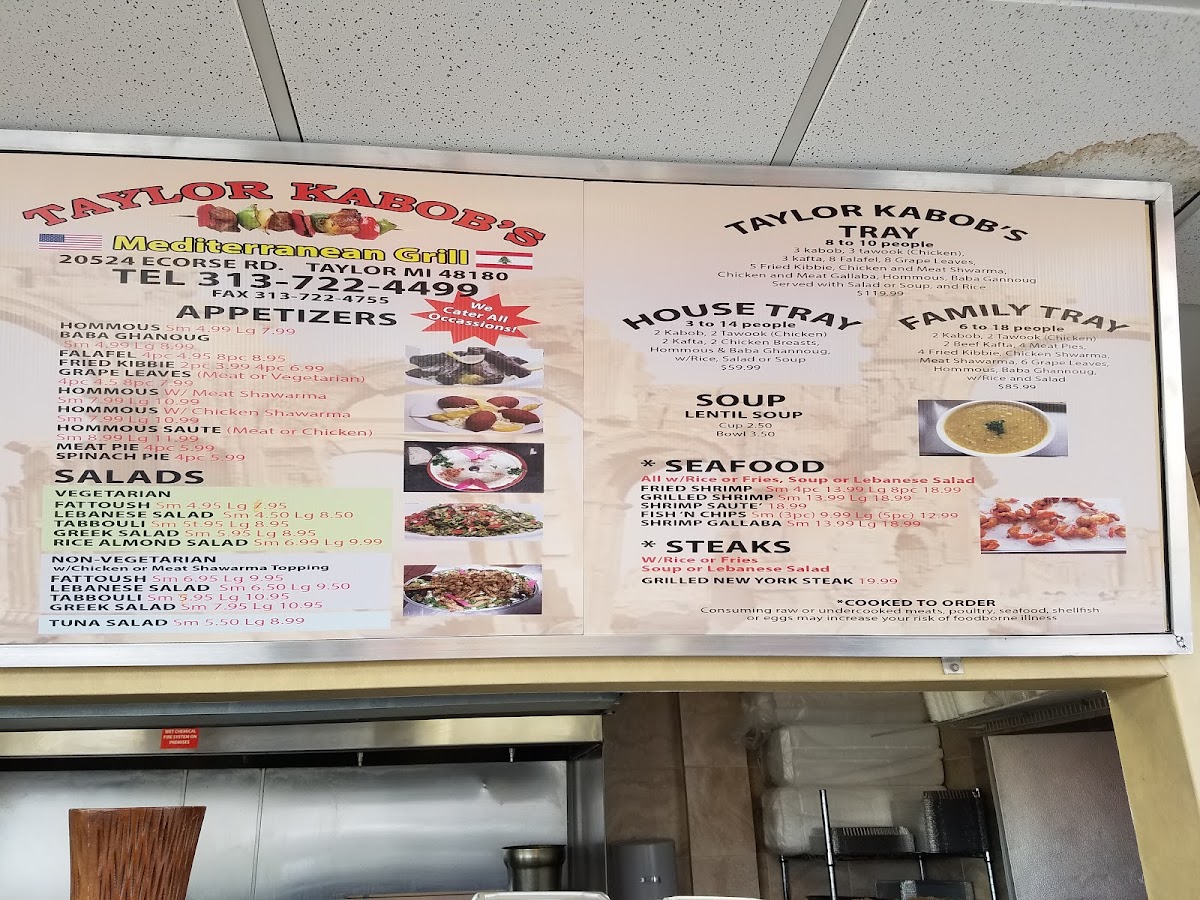 TAYLOR KABOB'S
Mediterranean Grill
20524 ECORSE RD. TAYLOR MI 48180
TEL 313-722-4499
FAX 313-722-4755
We
Cater All
Occassions!
APPETIZERS
HOMMOUS Sm 4.99 Lg 7.99
BABA GHANOUG
Sm 4.99 Lg 8.99
FALAFEL 4pc 4.95 8pc 8.95
FRIED KIBBIE 2pc 3.99 4pc 6.99
GRAPE LEAVES (Meat or Vegetarian)
4pc 4.5 8pc 7.99
HOMMOUS W/ Meat Shawarma
Sm 7.99 Lg 10.99
HOMMOUS W/ Chicken Shawarma
Sm 7.99 Lg 10.99
HOMMOUS SAUTE (Meat or Chicken)
Sm 8.99 Lg 11.99
MEAT PIE 4pc 5.99
SPINACH PIE 4pc 5.99
SALADS
VEGETARIAN
FATTOUSH Sm 4.95 Lg 7.95
LEBANESE SALAD Sm 4.50 Lg 8.50
TABBOULI Sm 5t.95 Lg 8.95
GREEK SALAD Sm 5.95 Lg 8.95
RICE ALMOND SALAD Sm 6.99 Lg 9.99
NON-VEGETARIAN
w/Chicken or Meat Shawarma Topping
FATTOUSH Sm 6.95 Lg 9.95
LEBANESE SALAD Sm 6.50 Lg 9.50
TABBOULI Sm 5.95 Lg 10.95
GREEK SALAD Sm 7.95 Lg 10.95
TUNA SALAD Sm 5.50 Lg 8.99
TAYLOR KABOB'S
TRAY
8 to 10 people
3 kabob, 3 tawook (Chicken),
3 kafta, 8 Falafel, 8 Grape Leaves,
5 Fried Kibbie, Chicken and Meat Shwarma,
Chicken and Meat Gallaba, Hommous, Baba Gannoug
Served with Salad or Soup, and Rice
$119.99
HOUSE TRAY
3 to 14 people
2 Kabob, 2 Tawook (Chicken)
2 Kafta, 2 Chicken Breasts,
Hommous & Baba Ghannoug,
w/Rice, Salad or Soup
$59.99
FAMILY TRAY
6 to 18 people
2 Kabob, 2 Tawook (Chicken)
2 Beef Kafta, 4 Meat Pies,
4 Fried Kibbie, Chicken Shwarma,
Meat Shawarma, 6 Grape Leaves,
Hommous, Baba Ghannoug,
w/Rice and Salad
$85.99
SOUP
LENTIL SOUP
Cup 2.50
Bowl 3.50
* SEAFOOD
All w/Rice or Fries, Soup or Lebanese Salad
FRIED SHRIMP Sm 4pc 13.99 Lg 8pc 18.99
GRILLED SHRIMP Sm 13.99 Lg 18.99
SHRIMP SAUTE' 18.99
FISH 'N CHIPS Sm (3pc) 9.99 Lg (5pc) 12.99
SHRIMP GALLABA Sm 13.99 Lg 18.99
* STEAKS
W/Rice or Fries
Soup or Lebanese Salad
GRILLED NEW YORK STEAK 19.99
*COOKED TO ORDER
Consuming raw or undercooked meats, poultry, seafood, shellfish
or eggs may increase your risk of foodborne illness
WET CHEMICAL
FIRE SYSTEM ON
PREMISES